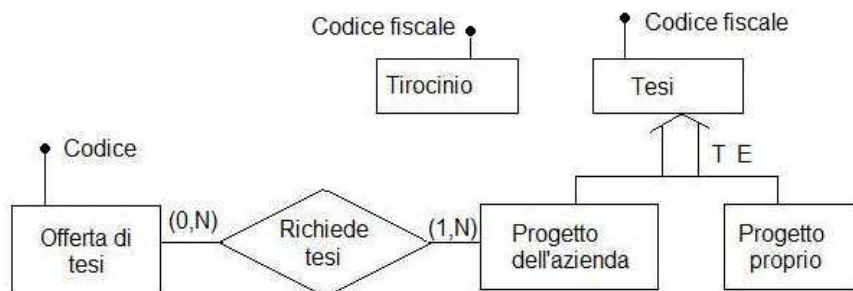 Codice fiscale
Codice fiscale
Tirocinio
Tesi
T E
Codice
(0,N)
Richiede
tesi
(1,N)
Offerta di
tesi
Progetto
dell'azienda
Progetto
proprio